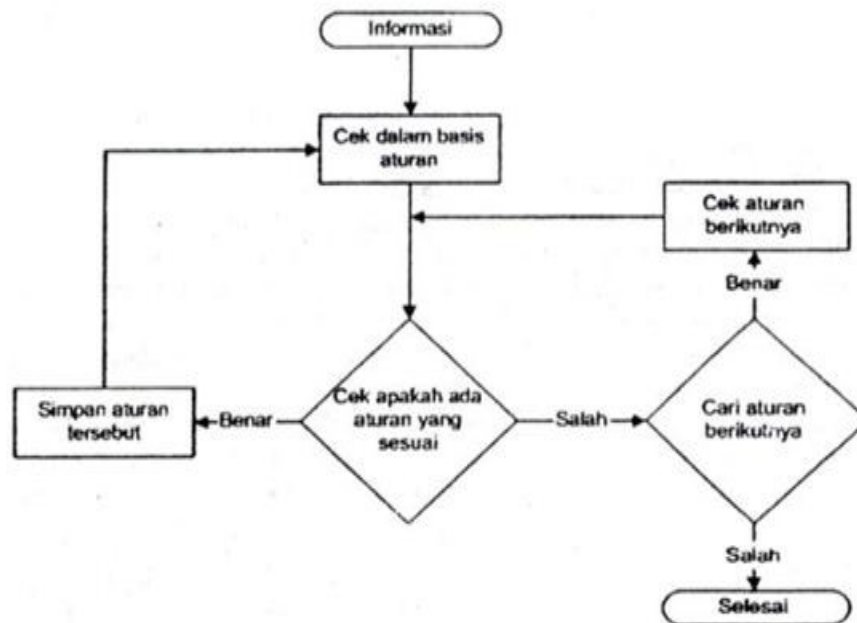 Informasi
Cek dalam basis
aturan
Cek aturan
berikutnya
Benar
Simpan aturan
tersebut
Benar
Cek apakah ada
aturan yang
sesuai
Salah
Cari aturan
berikutnya
Salah
Selesai